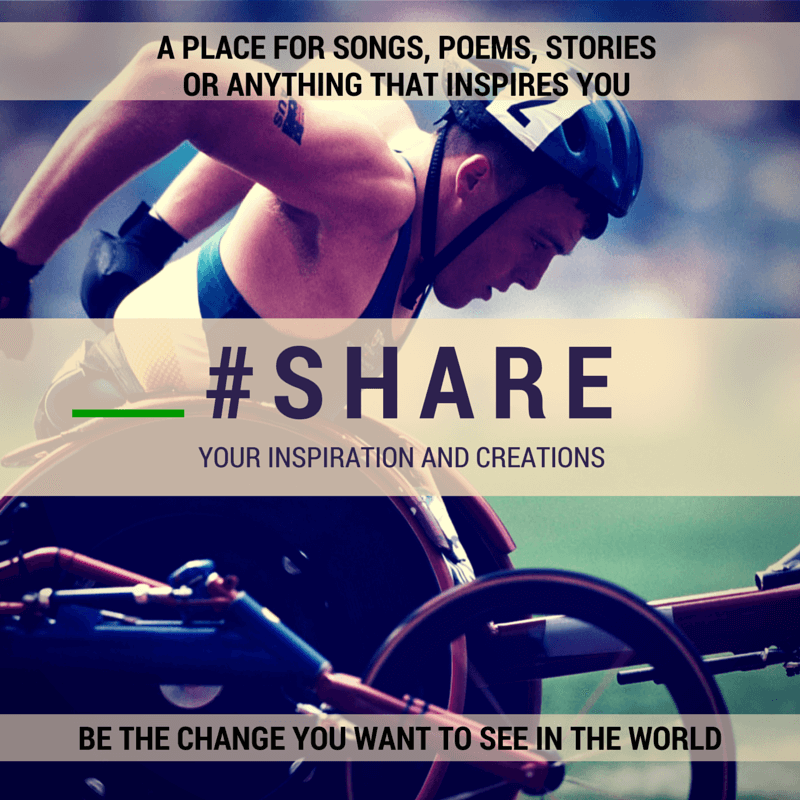 A PLACE FOR SONGS, POEMS, STORIES
OR ANYTHING THAT INSPIRES YOU
2
#SHARE
YOUR INSPIRATION AND CREATIONS
BE THE CHANGE YOU WANT TO SEE IN THE WORLD